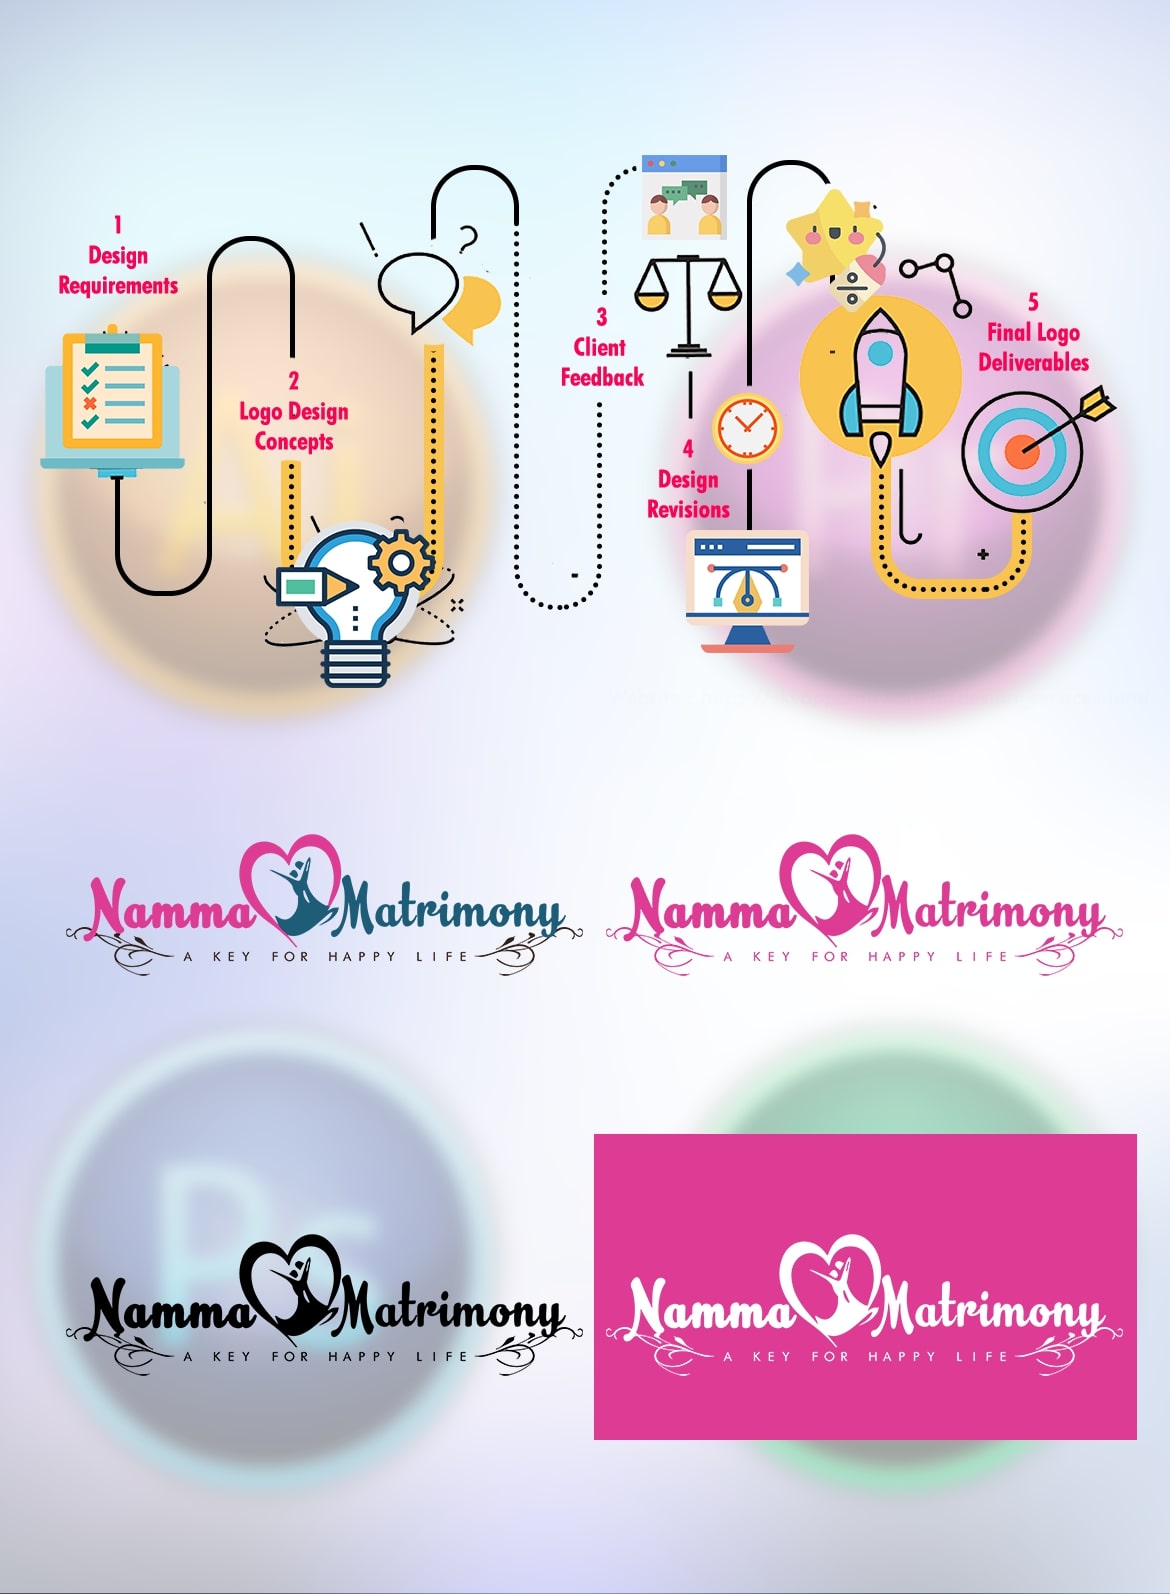 1
Design
Requirements
2
Logo Design
Concepts
3
Client
Feedback
4
Design
Revisions
5
Final Logo
Deliverables
Namma Matrimony
A KEY FOR HAPPY LIFE
Namma Matrimony
A KEY FOR HAPPY LIFE
Ps
Namma Matrimony
A KEY FOR HAPPY LIFE
Namma Matrimony
A KEY FOR HAPPY LIFE